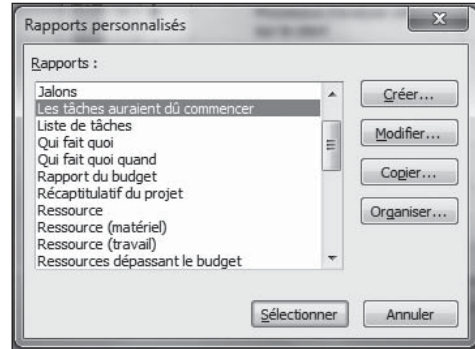 Rapports personnalisés
Rapports :
Jalons
Les tâches auraient dû commencer
Liste de tâches
Qui fait quoi
Qui fait quoi quand
Rapport du budget
Récaptitulatif du projet
Ressource
Ressource (matériel)
Ressource (travail)
Ressources dépassant le budget
Créer...
Modifier...
Copier...
Organiser...
Sélectionner
Annuler